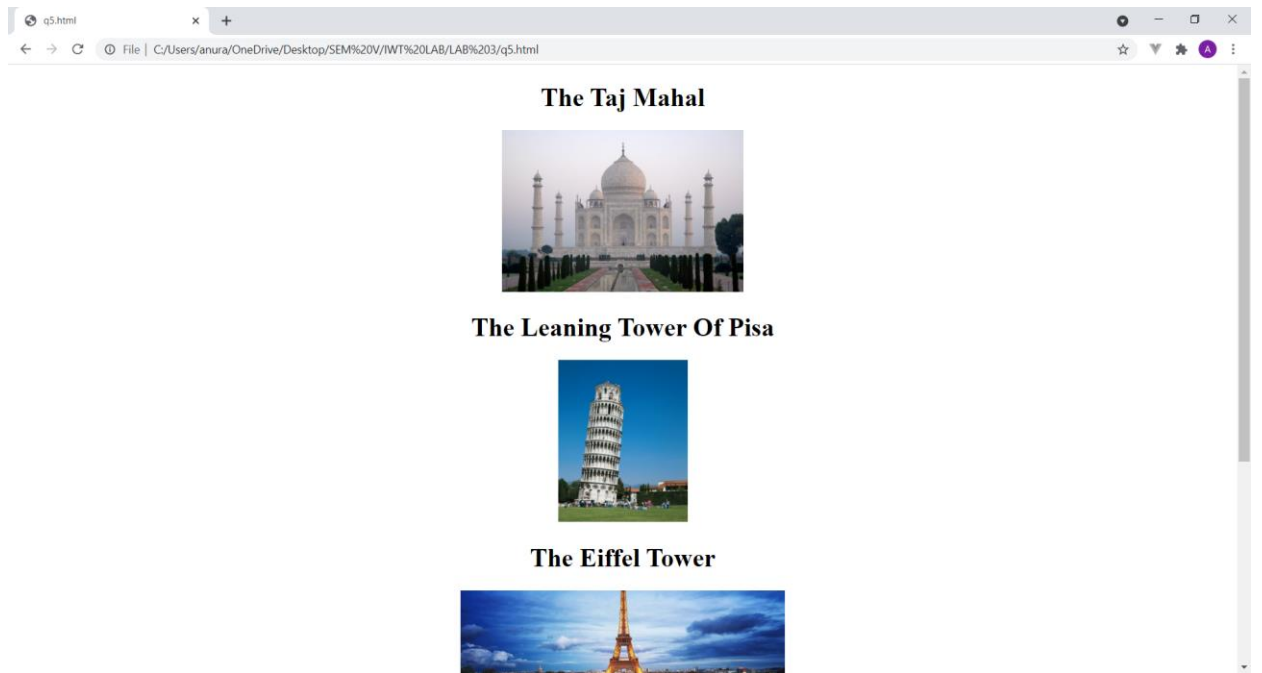 q5.html
File | C:/Users/anura/OneDrive/Desktop/SEM%20V/IWT%20LAB/LAB%203/q5.html
A
The Taj Mahal
The Leaning Tower Of Pisa
The Eiffel Tower